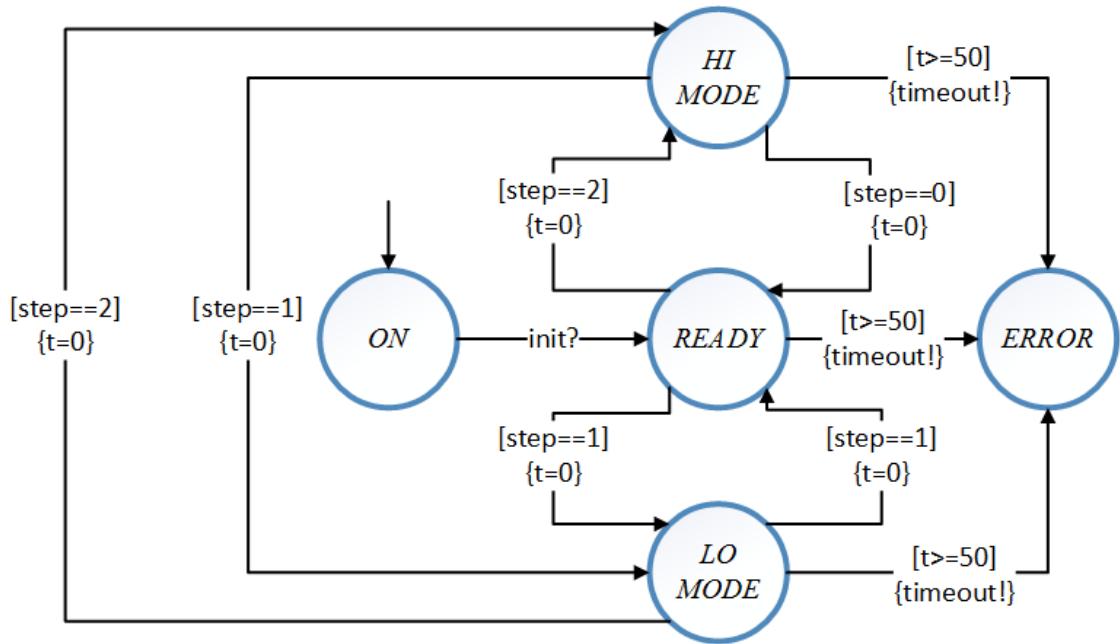 HI
MODE
[t>=50]
{timeout!}
[step==2]
{t=0}
[step==0]
{t=0}
[step==2]
{t=0}
[step==1]
{t=0}
ON
init?
READY
[t>=50]
{timeout!}
ERROR
[step==1]
{t=0}
[step==1]
{t=0}
LO
MODE
[t>=50]
{timeout!}